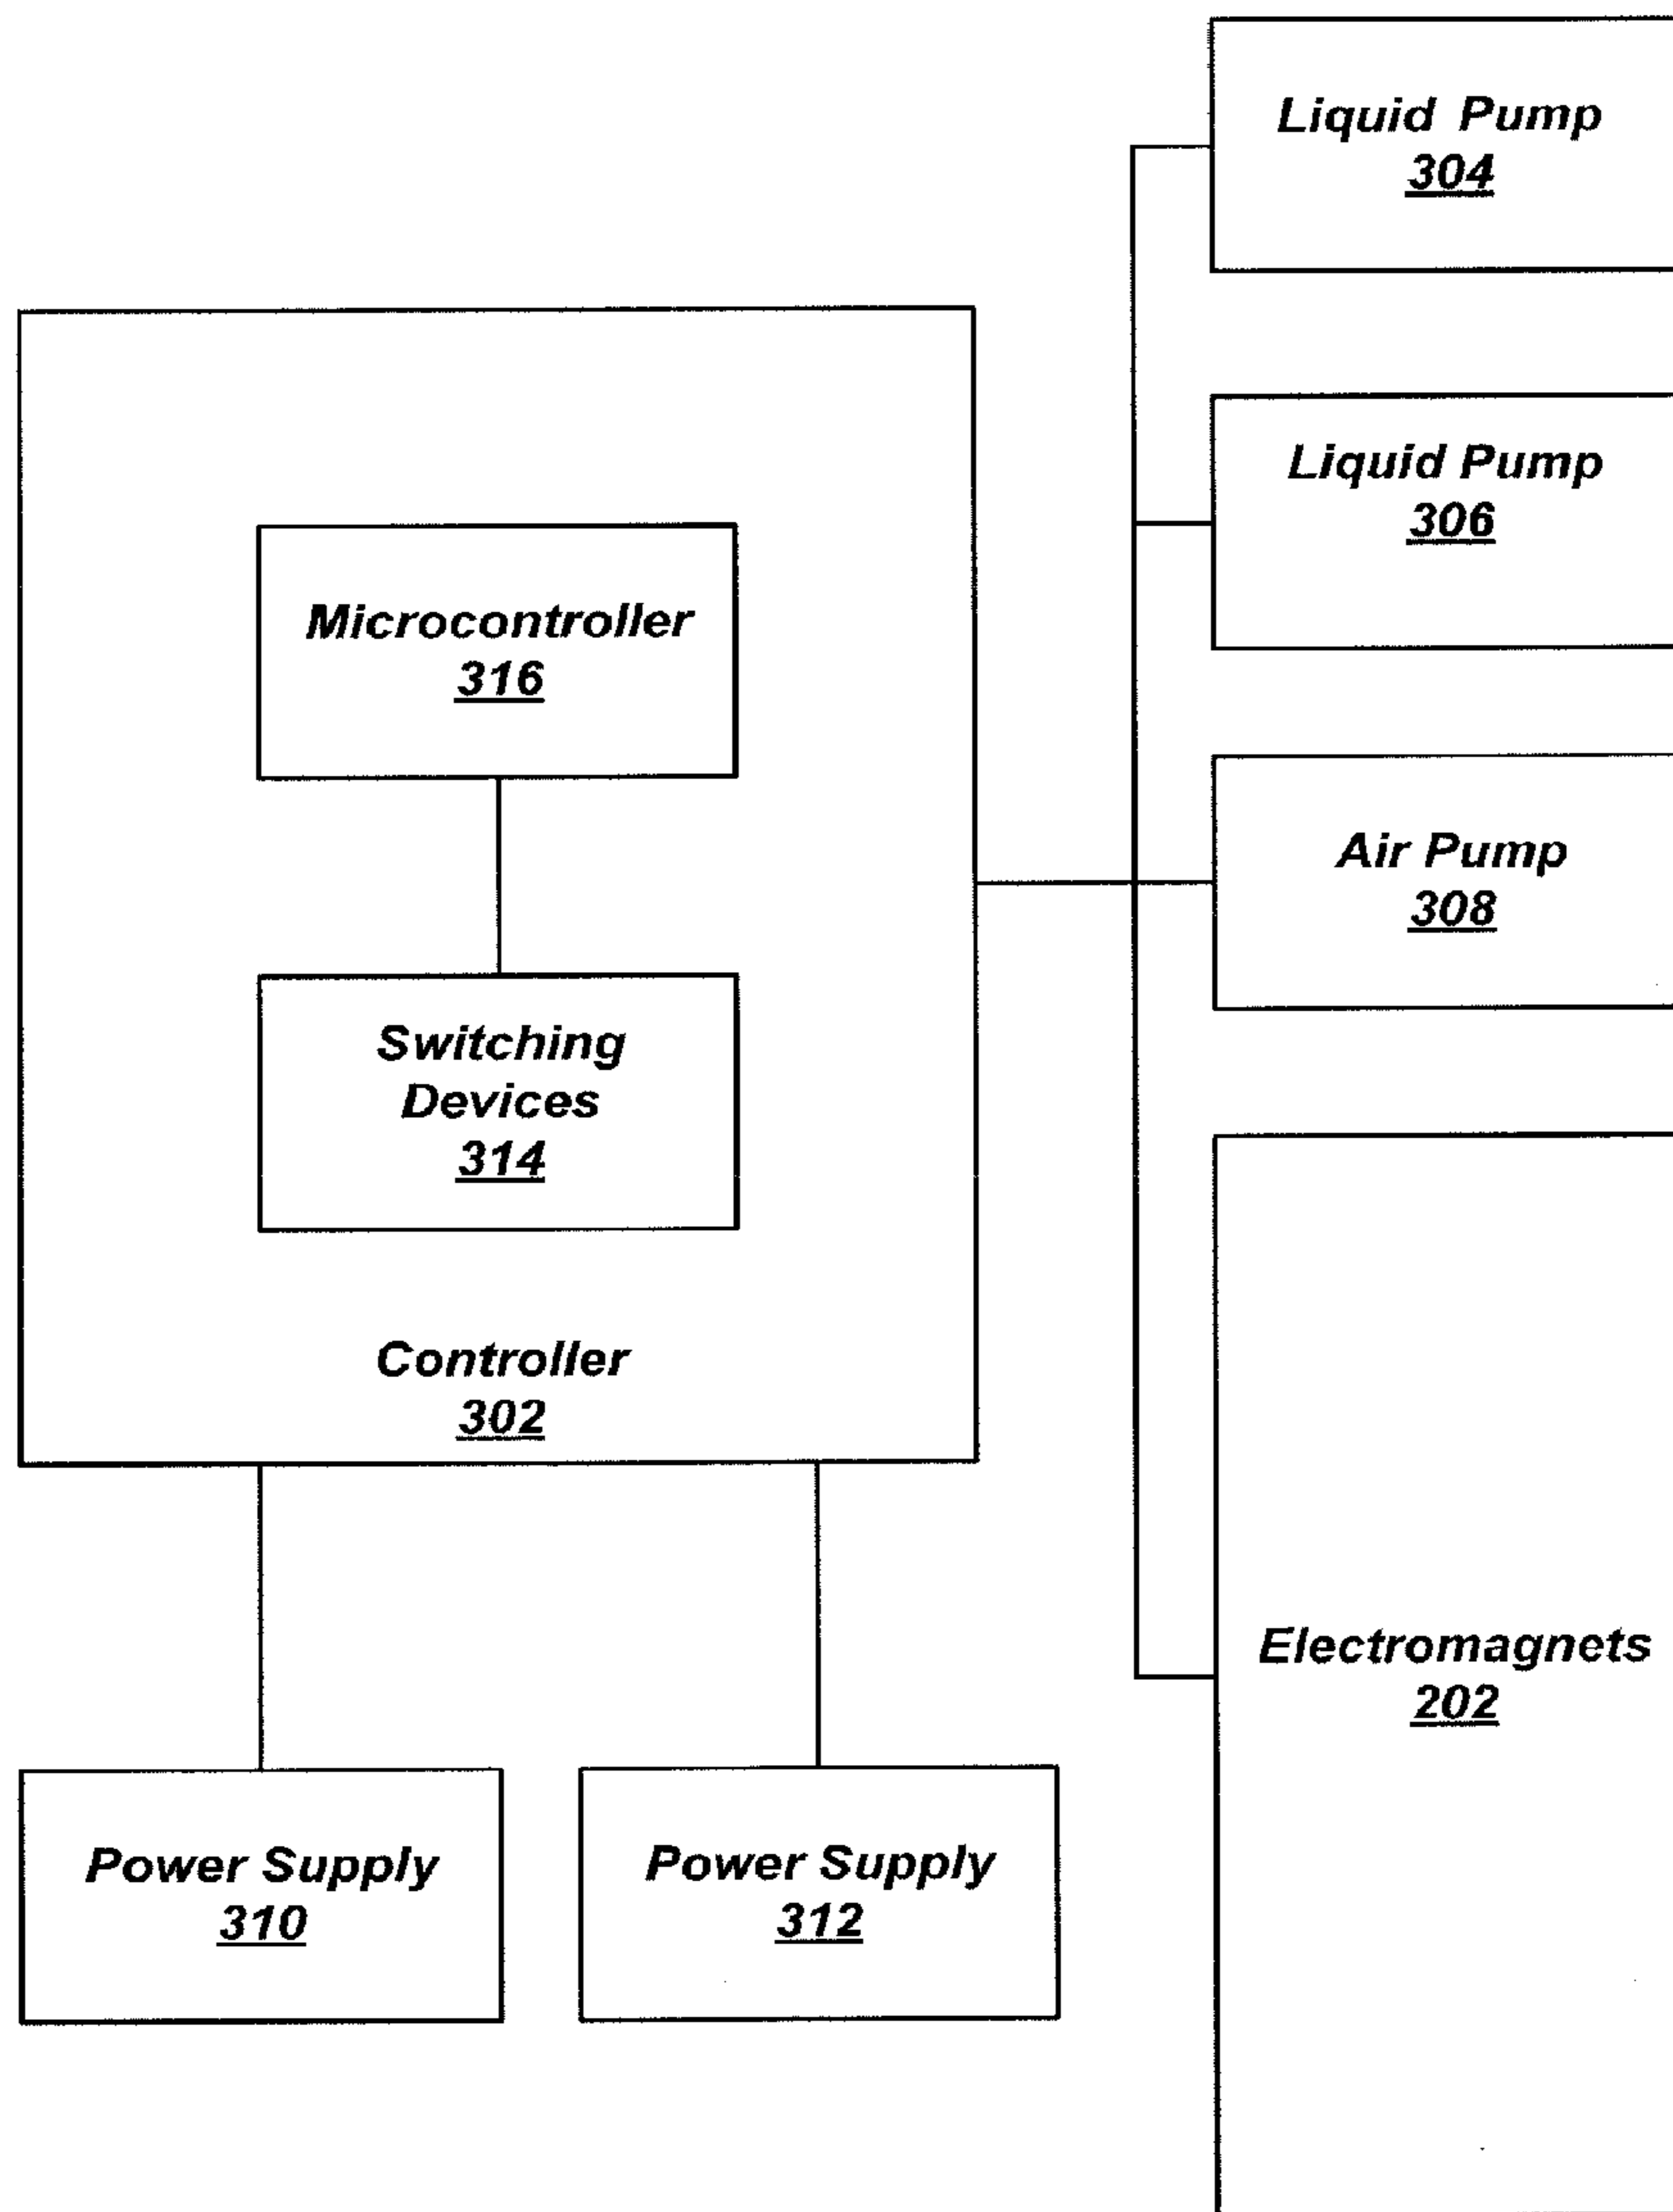 Liquid Pump
304
Liquid Pump
306
Microcontroller
316
Air Pump
308
Switching
Devices
314
Controller
302
Electromagnets
202
Power Supply
310
Power Supply
312